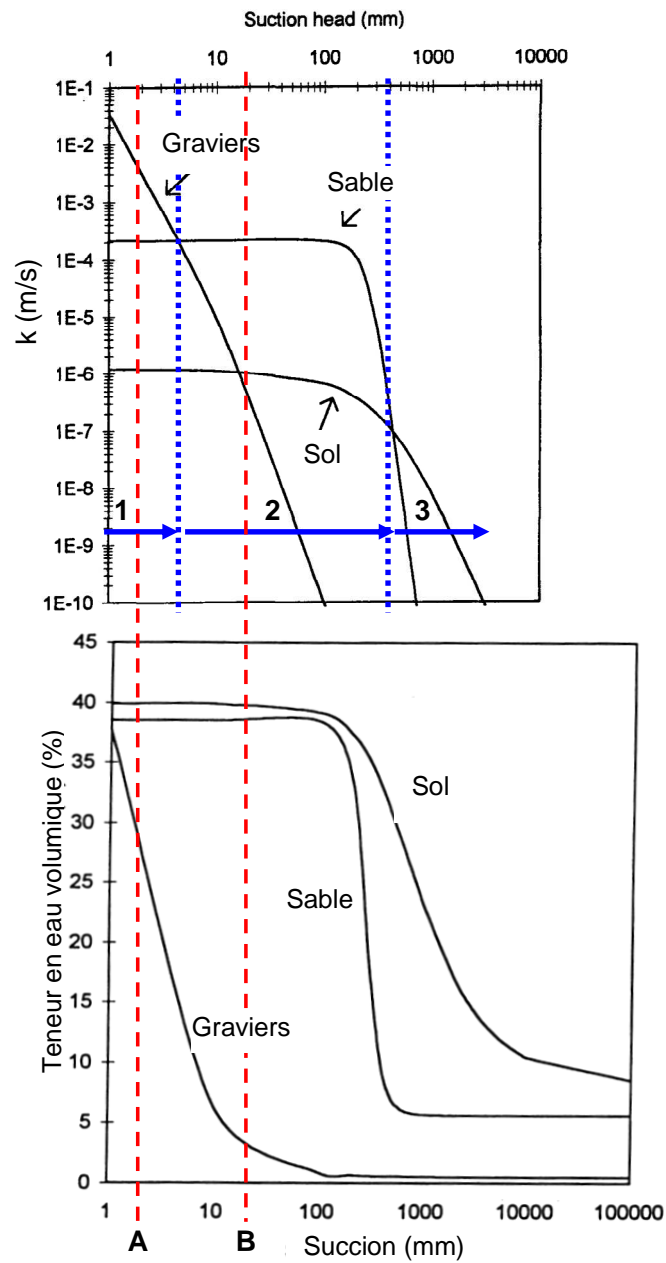 Suction head (mm)
1 10 100 1000 10000
1E-1
Graviers
1E-2
Sable
1E-3
1E-4
k (m/s)
1E-5
1E-6
1E-7
Sol
1E-8
1 2 3
1E-9
1E-10
45
40
35
Sol
30
25
Sable
Teneur en eau volumique (%)
20
15
Graviers
10
5
0
1 10 100 1000 10000 100000
A B Succion (mm)